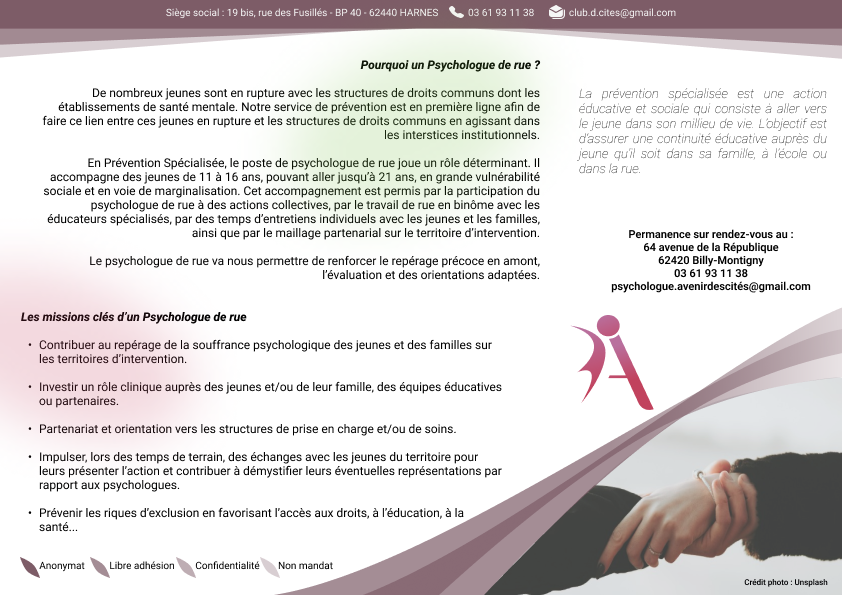 Siège social : 19 bis, rue des Fusillés - BP 40 - 62440 HARNES 03 61 93 11 38 club.d.cites@gmail.com
Pourquoi un Psychologue de rue ?
De nombreux jeunes sont en rupture avec les structures de droits communs dont les
établissements de santé mentale. Notre service de prévention est en première ligne afin de
faire ce lien entre ces jeunes en rupture et les structures de droits communs en agissant dans
les interstices institutionnels.
En Prévention Spécialisée, le poste de psychologue de rue joue un rôle déterminant. Il
accompagne des jeunes de 11 à 16 ans, pouvant aller jusqu'à 21 ans, en grande vulnérabilité
sociale et en voie de marginalisation. Cet accompagnement est permis par la participation du
psychologue de rue à des actions collectives, par le travail de rue en binôme avec les
éducateurs spécialisés, par des temps d'entretiens individuels avec les jeunes et les familles,
ainsi que par le maillage partenarial sur le territoire d'intervention.
Le psychologue de rue va nous permettre de renforcer le repérage précoce en amont,
l'évaluation et des orientations adaptées.
Les missions clés d'un Psychologue de rue
• Contribuer au repérage de la souffrance psychologique des jeunes et des familles sur
les territoires d'intervention.
• Investir un rôle clinique auprès des jeunes et/ou de leur famille, des équipes éducatives
ou partenaires.
• Partenariat et orientation vers les structures de prise en charge et/ou de soins.
• Impulser, lors des temps de terrain, des échanges avec les jeunes du territoire pour
leurs présenter l'action et contribuer à démystifier leurs éventuelles représentations par
rapport aux psychologues.
• Prévenir les riques d'exclusion en favorisant l'accès aux droits, à l'éducation, à la
santé...
Anonymat Libre adhésion Confidentialité Non mandat
La prévention spécialisée est une action
éducative et sociale qui consiste à aller vers
le jeune dans son millieu de vie. L'objectif est
d'assurer une continuité éducative auprès du
jeune qu'il soit dans sa famille, à l'école ou
dans la rue.
Permanence sur rendez-vous au :
64 avenue de la République
62420 Billy-Montigny
03 61 93 11 38
psychologue.avenirdescités@gmail.com
Crédit photo : Unsplash